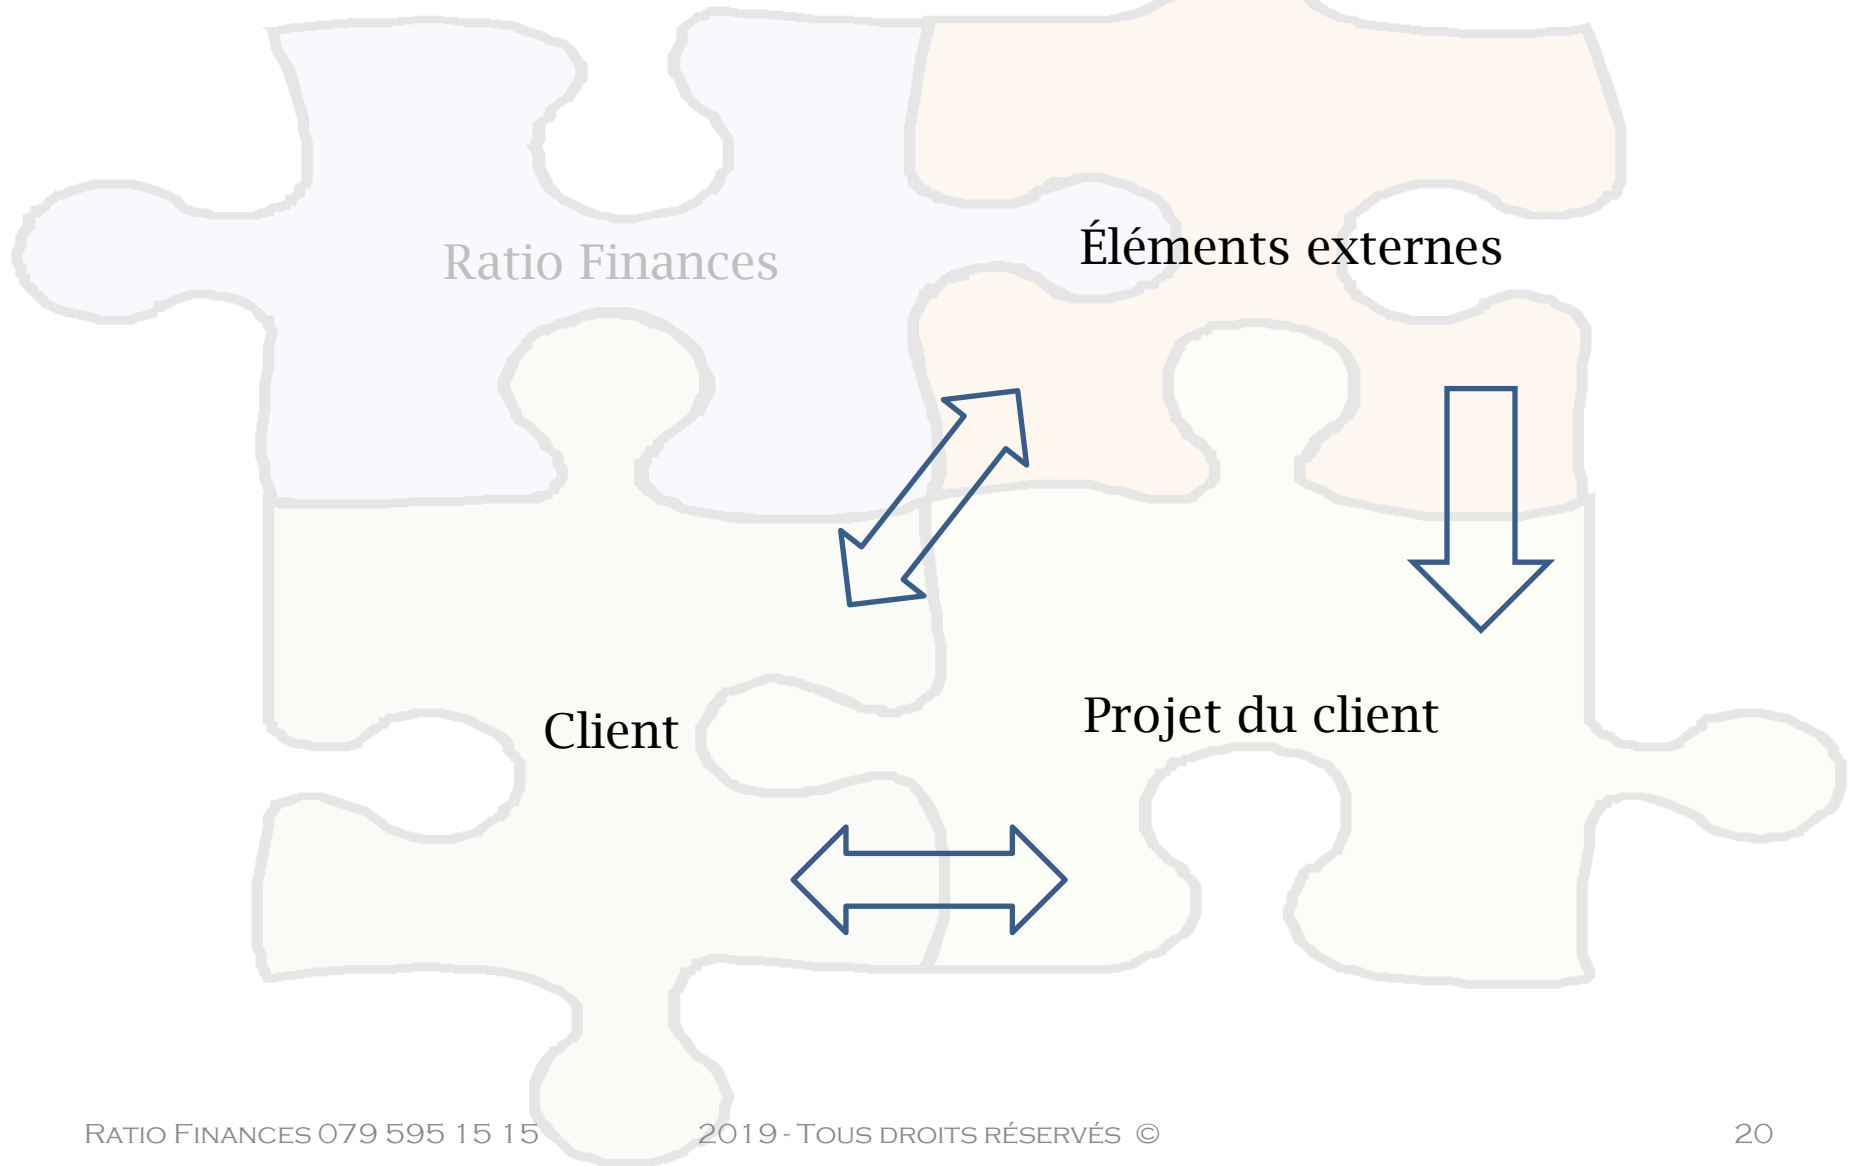 Ratio Finances
Éléments externes
Client
Projet du client
Ratio Finances 079 595 15 15
2019 - Tous droits réservés ©
20